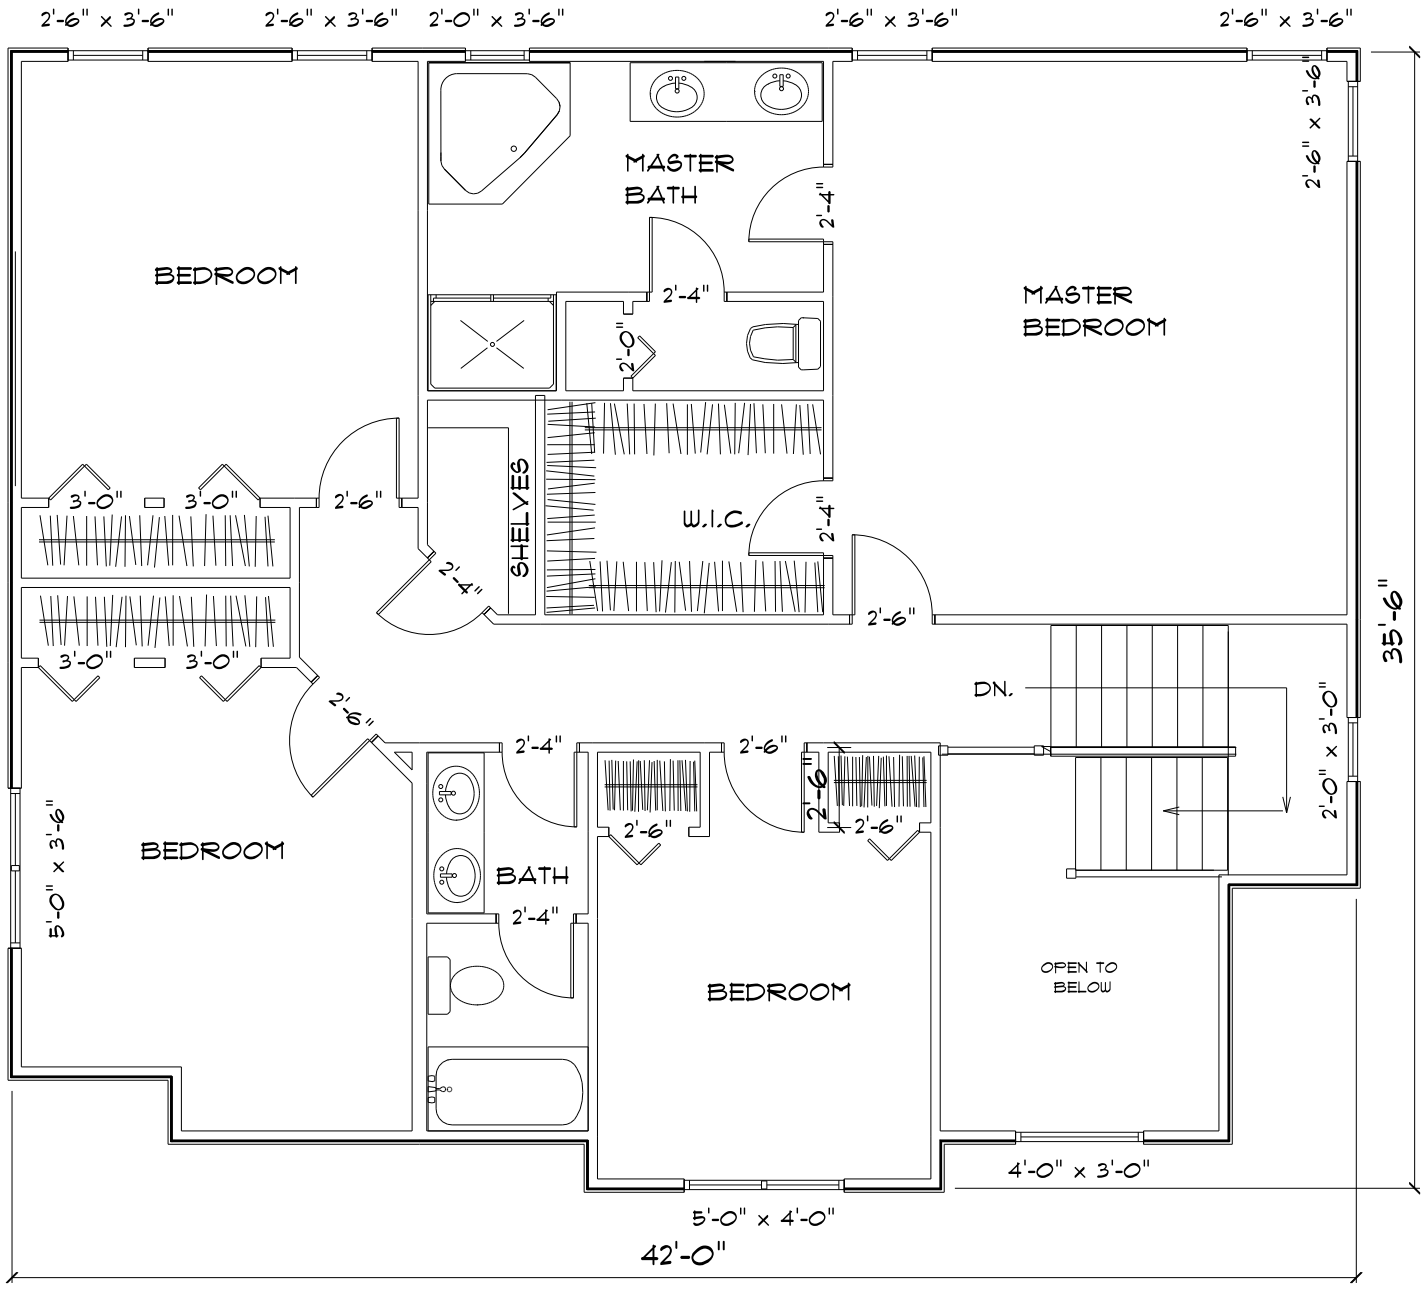 2'-6" x 3'-6"
2'-6" x 3'-6"
2'-0" x 3'-6"
2'-6" x 3'-6"
2'-6" x 3'-6"
2'-6" x 3'-6"
MASTER
BATH
2'-4"
BEDROOM
2'-4"
MASTER
BEDROOM
2'-0"
3'-0"
3'-0"
2'-6"
SHELVES
W.I.C.
2'-4"
2'-4"
2'-6"
35'-6"
3'-0"
3'-0"
2'-6"
DN.
2'-0" x 3'-0"
2'-4"
2'-6"
2'-6"
2'-6"
2'-6"
5'-0" x 3'-6"
BEDROOM
BATH
2'-4"
BEDROOM
OPEN TO
BELOW
4'-0" x 3'-0"
5'-0" x 4'-0"
42'-0"